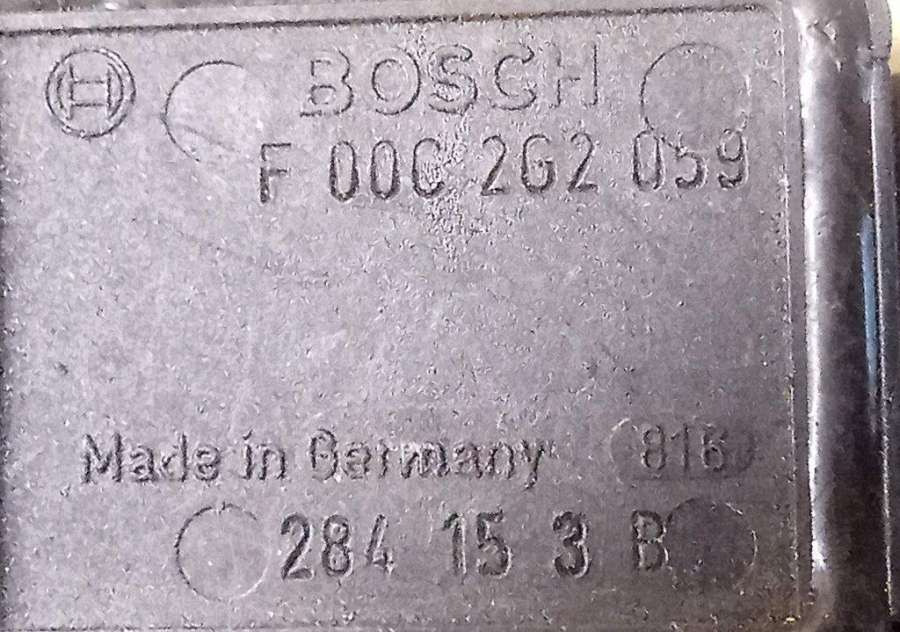 BOSCH
F 00C 2G2 059
Made in Germany 816
284 15 3 B